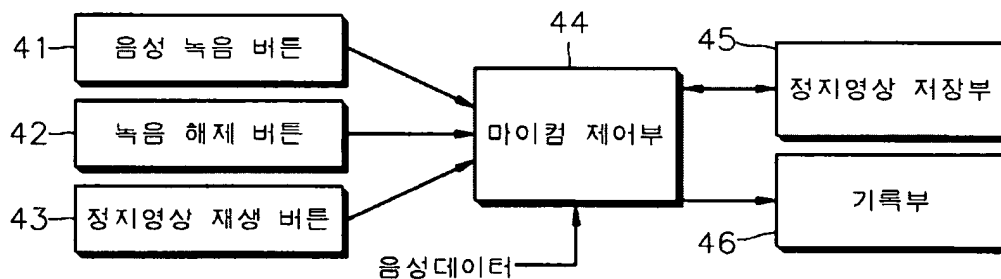 41
음성 녹음 버튼
42
녹음 해제 버튼
43
정지영상 재생 버튼
44
마이컴 제어부
음성데이터
45
정지영상 저장부
기록부
46